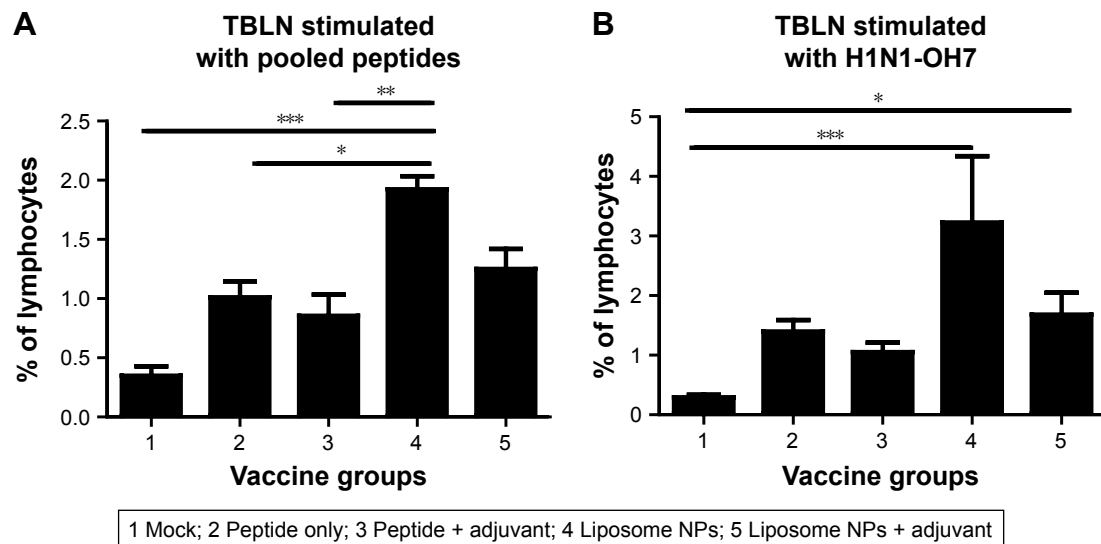 A
TBLN stimulated
with pooled peptides
**
***
*
2.5
2.0
1.5
1.0
0.5
0.0
% of lymphocytes
1 2 3 4 5
Vaccine groups
B
TBLN stimulated
with H1N1-OH7
*
***
5
4
3
2
1
0
% of lymphocytes
1 2 3 4 5
Vaccine groups
1 Mock; 2 Peptide only; 3 Peptide + adjuvant; 4 Liposome NPs; 5 Liposome NPs + adjuvant